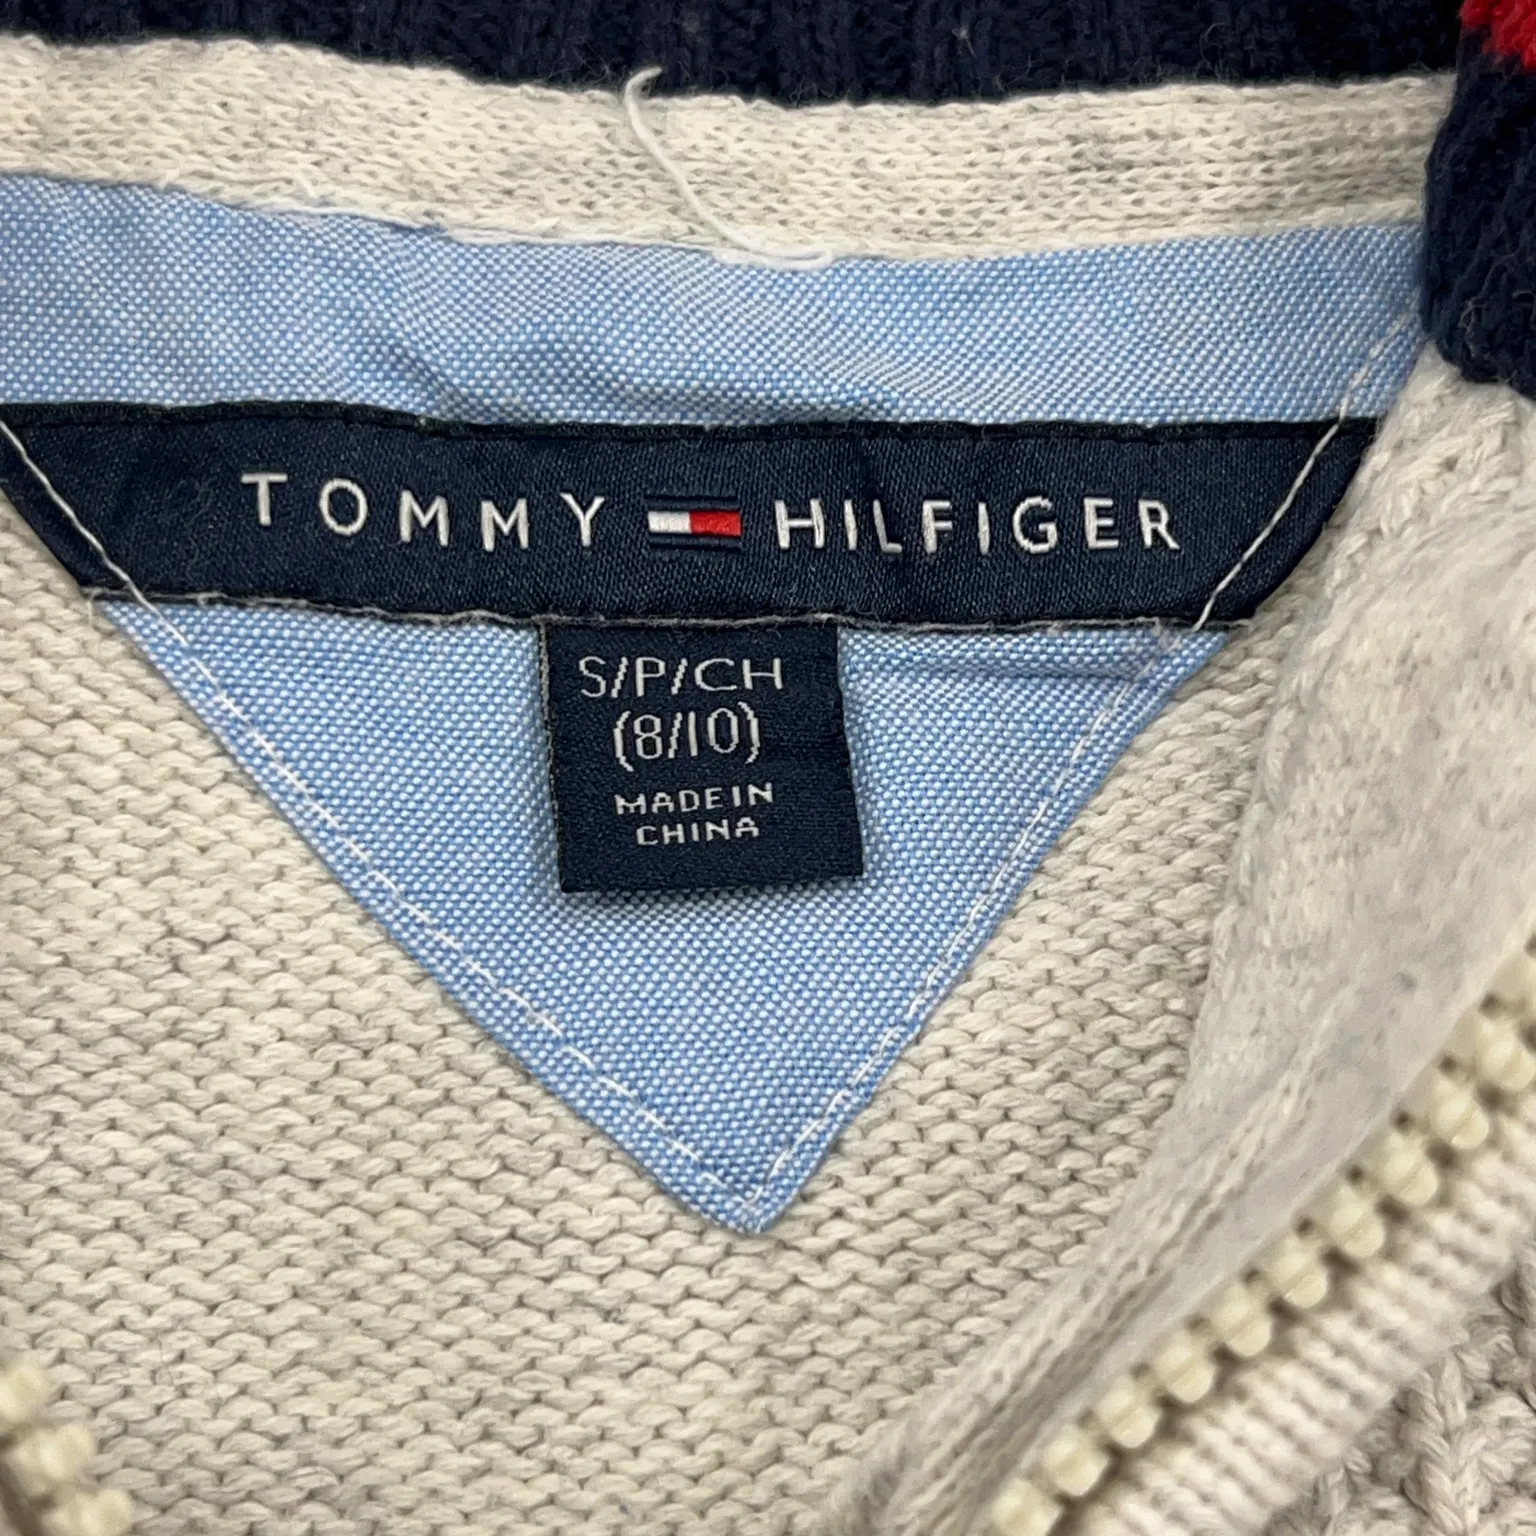 TOMMY HILFIGER
S/P/CH
(8/10)
MADE IN
CHINA